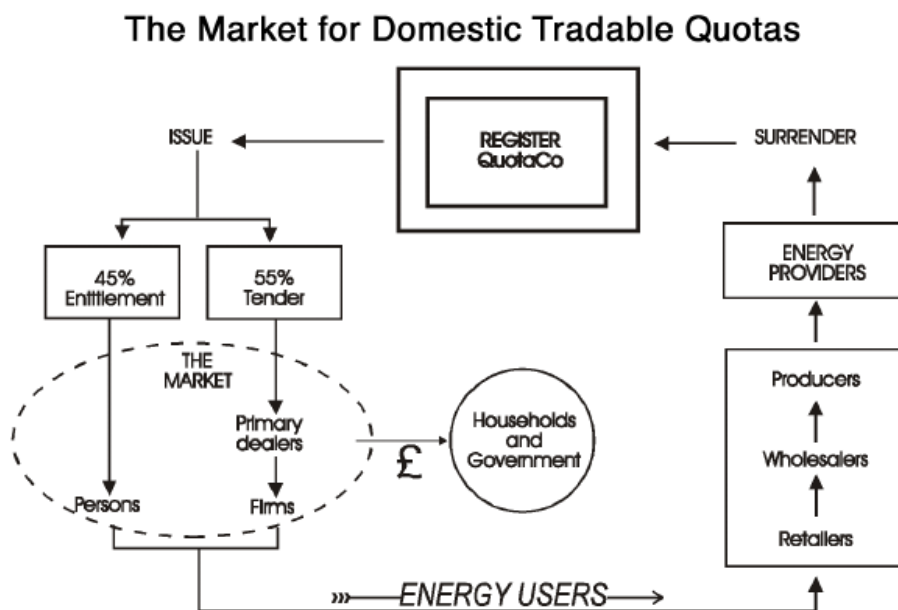 The Market for Domestic Tradable Quotas
ISSUE
REGISTER
QuotaCo
SURRENDER
45%
Entitlement
55%
Tender
ENERGY
PROVIDERS
THE
MARKET
Primary
dealers
Persons
Firms
£
Households
and
Government
Producers
Wholesalers
Retailers
ENERGY USERS